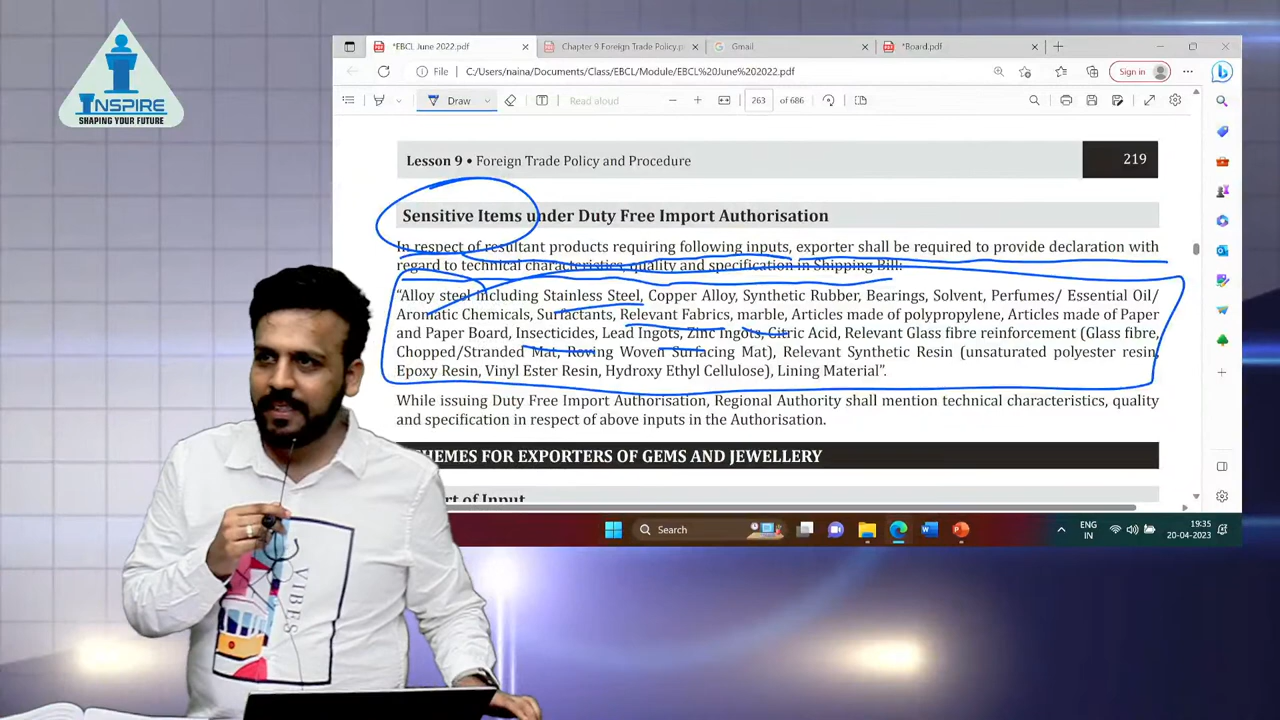 INSPIRE
SHAPING YOUR FUTURE
*EBCL June 2022.pdf
Chapter 9 Foreign Trade Policy.p
Gmail
*Board.pdf
File
C:/Users/naina/Documents/Class/EBCL/Module/EBCL%20June%202022.pdf
Sign in
Draw
Read aloud
263 of 686
Lesson 9 • Foreign Trade Policy and Procedure
219
Sensitive Items under Duty Free Import Authorisation
In respect of resultant products requiring following inputs, exporter shall be required to provide declaration with
regard to technical characteristics, quality and specification in Shipping Bill:
“Alloy steel including Stainless Steel, Copper Alloy, Synthetic Rubber, Bearings, Solvent, Perfumes/ Essential Oil/
Aromatic Chemicals, Surfactants, Relevant Fabrics, marble, Articles made of polypropylene, Articles made of Paper
and Paper Board, Insecticides, Lead Ingots, Zinc Ingots, Citric Acid, Relevant Glass fibre reinforcement (Glass fibre,
Chopped/Stranded Mat, Roving Woven Surfacing Mat), Relevant Synthetic Resin (unsaturated polyester resin,
Epoxy Resin, Vinyl Ester Resin, Hydroxy Ethyl Cellulose), Lining Material”.
While issuing Duty Free Import Authorisation, Regional Authority shall mention technical characteristics, quality
and specification in respect of above inputs in the Authorisation.
HEMES FOR EXPORTERS OF GEMS AND JEWELLERY
rt of Input
Search
ENG
IN
19:35
20-04-2023
VIBES